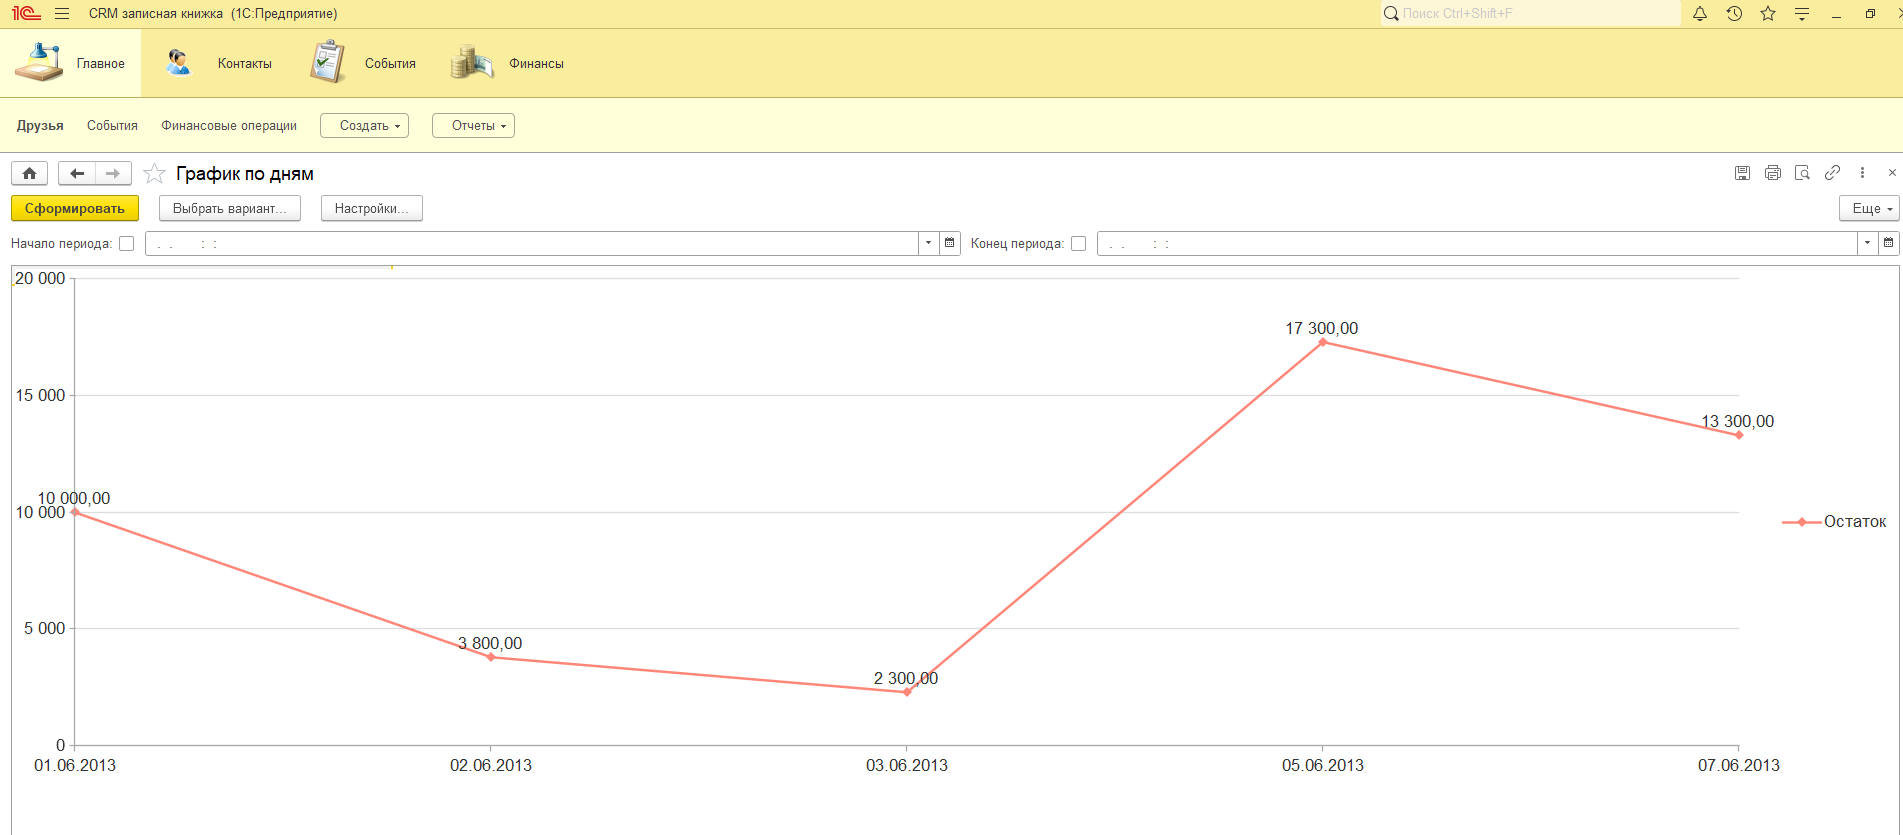 1С CRM записная книжка (1С:Предприятие) Поиск Ctrl+Shift+F
Главное Контакты События Финансы
Друзья События Финансовые операции Создать Отчеты
График по дням
Сформировать Выбрать вариант... Настройки... Еще
Начало периода: . . : : Конец периода: . . : :
20 000
17 300,00
15 000
13 300,00
10 000,00
10 000
Остаток
5 000
3 800,00
2 300,00
0
01.06.2013 02.06.2013 03.06.2013 05.06.2013 07.06.2013